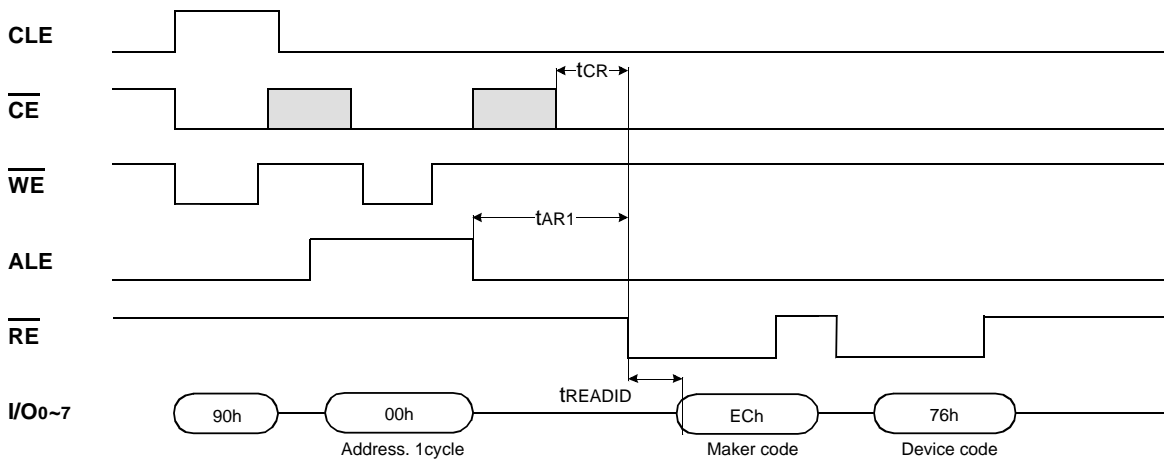 CLE
tCR
CE
WE
tAR1
ALE
RE
tREADID
I/O0~7
90h
00h
ECh
76h
Address. 1cycle
Maker code
Device code